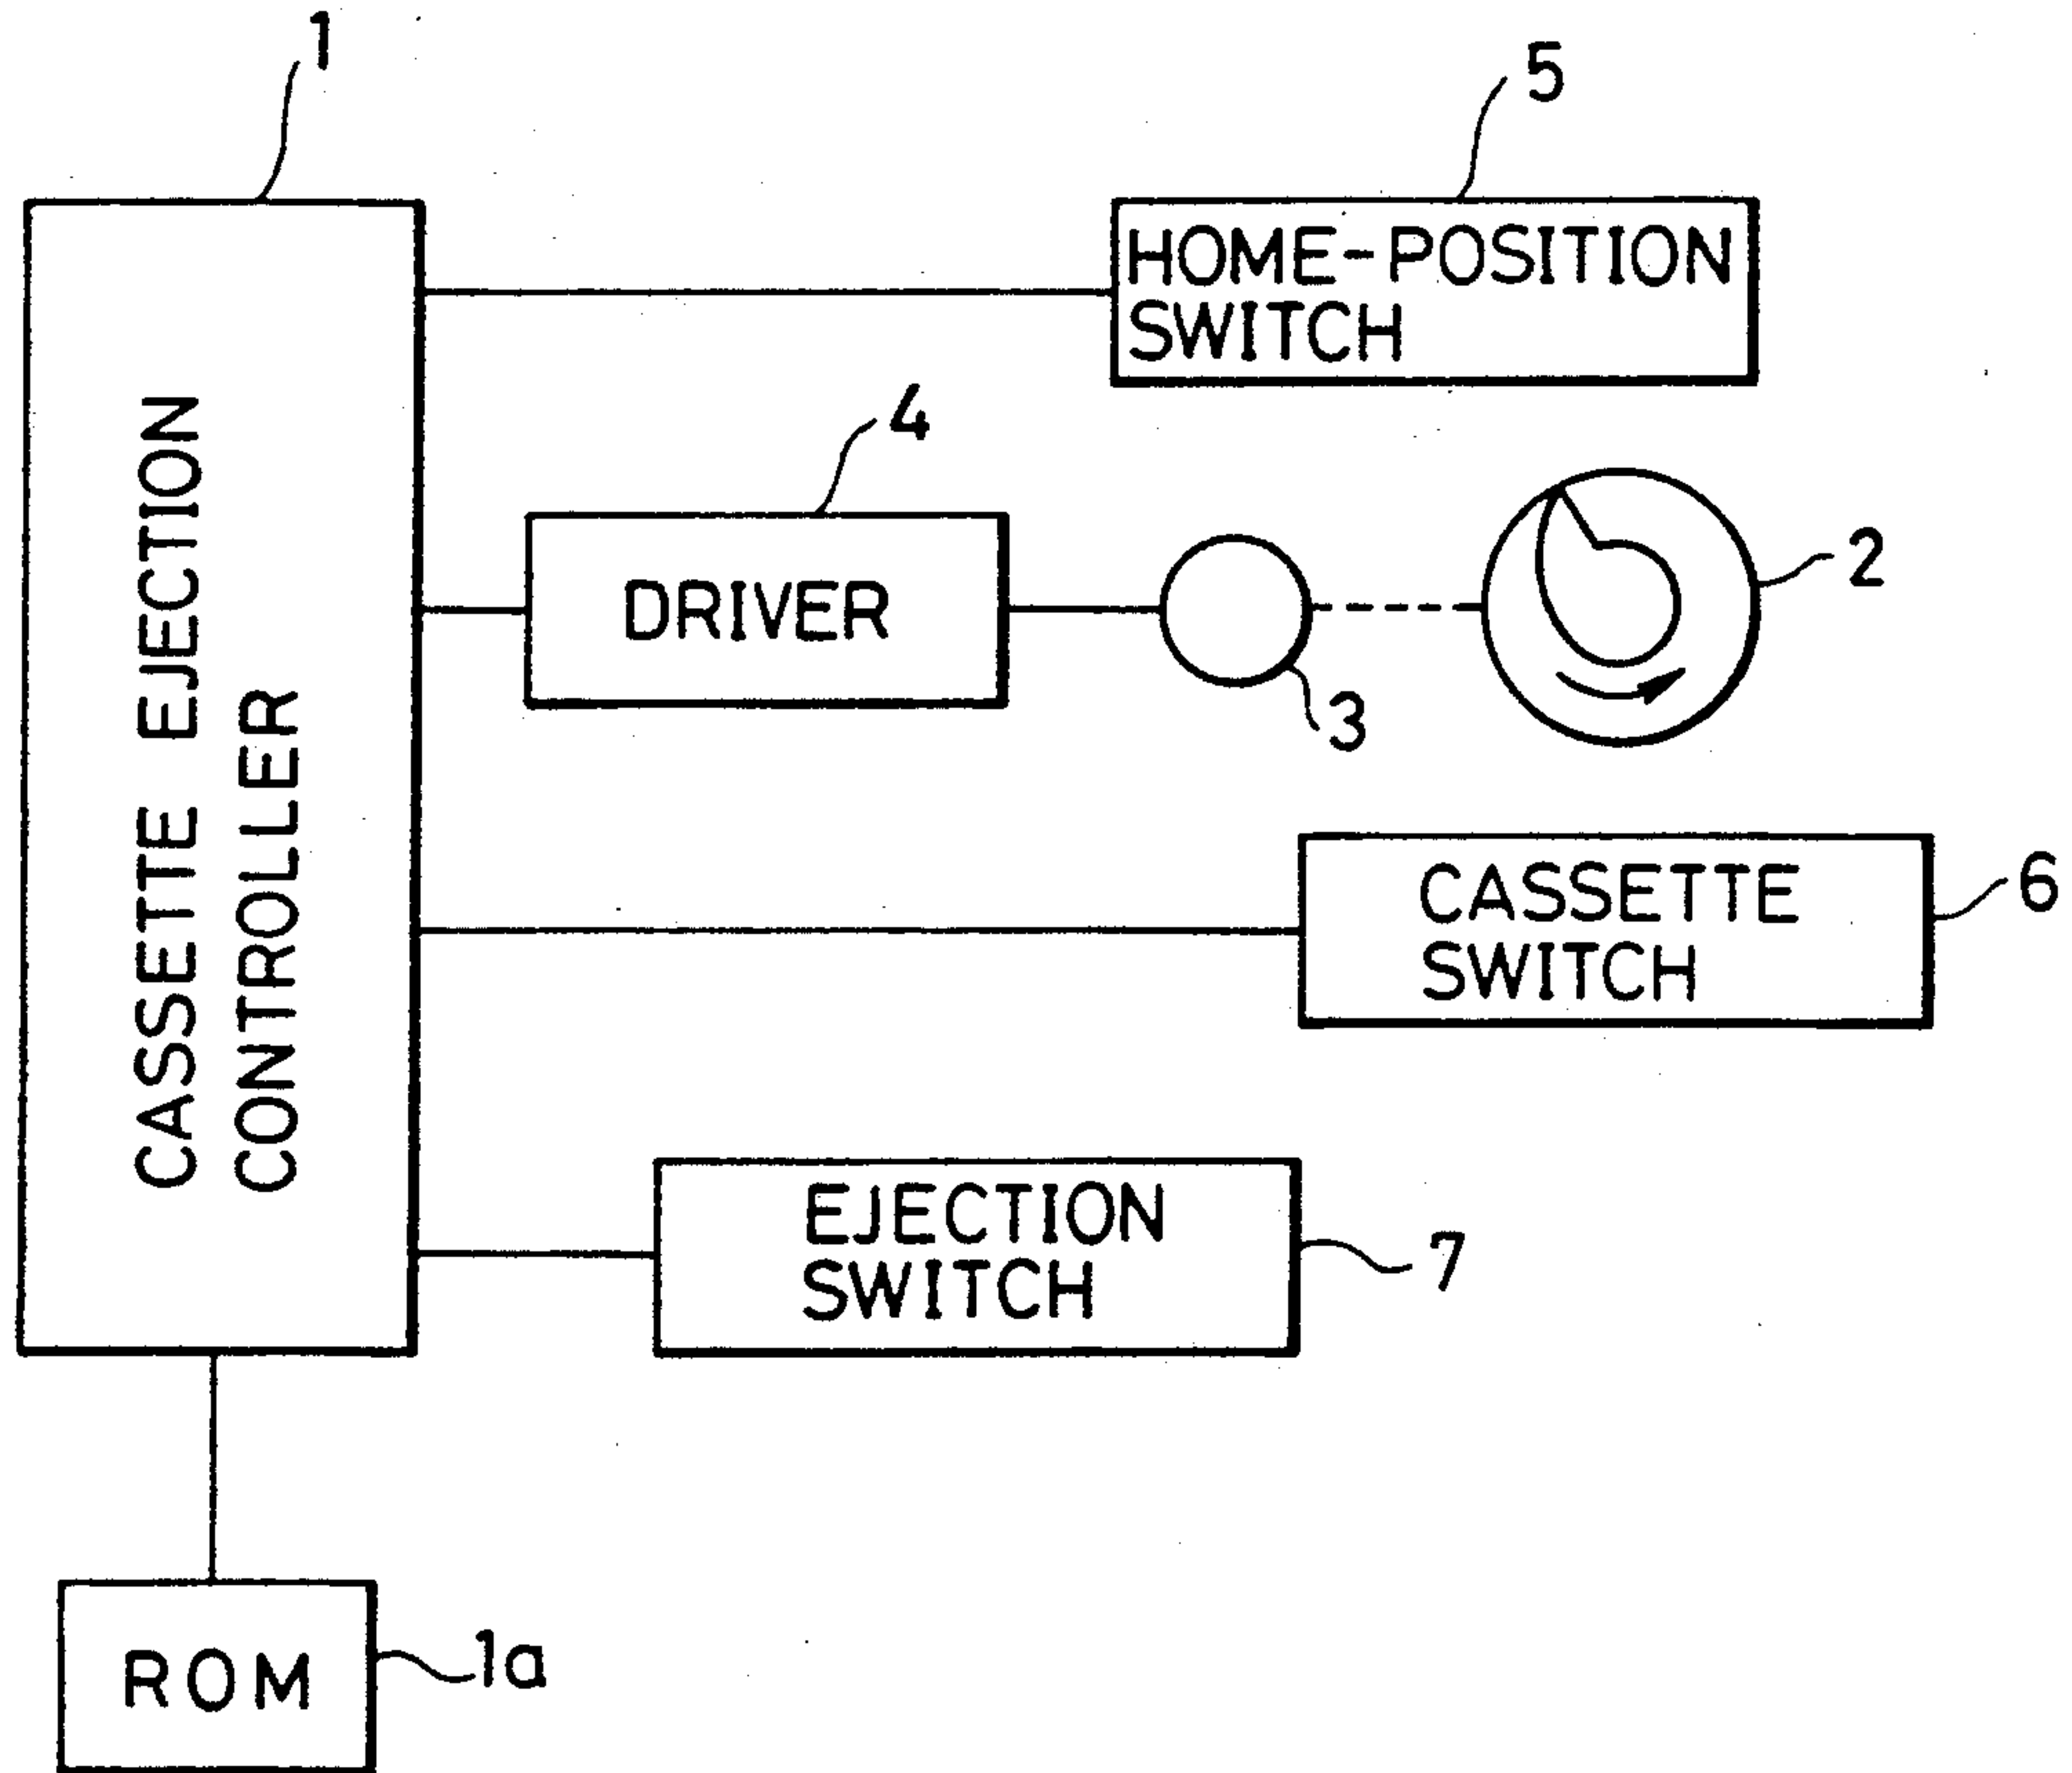 1
5
HOME-POSITION
SWITCH
4
CASSETTE EJECTION
CONTROLLER
DRIVER
3
2
CASSETTE
SWITCH
6
EJECTION
SWITCH
7
ROM
1a